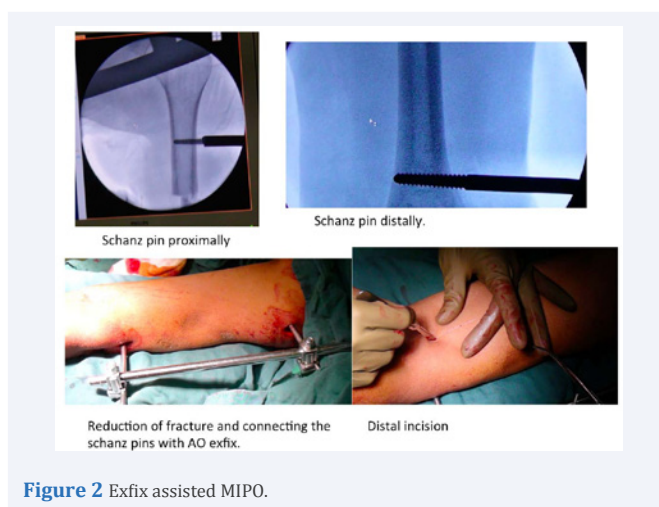 Schanz pin proximally
Schanz pin distally.
Reduction of fracture and connecting the
schanz pins with AO exfix.
Distal incision
Figure 2 Exfix assisted MIPO.